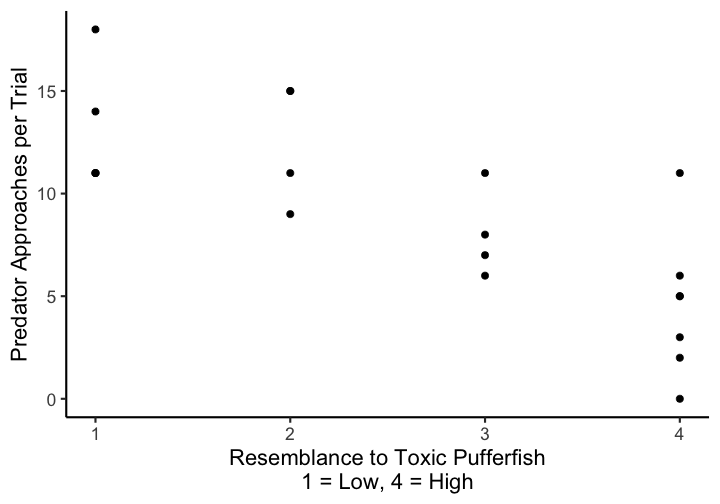 Predator Approaches per Trial
15
10
5
0
1 2 3 4
Resemblance to Toxic Pufferfish
1 = Low, 4 = High